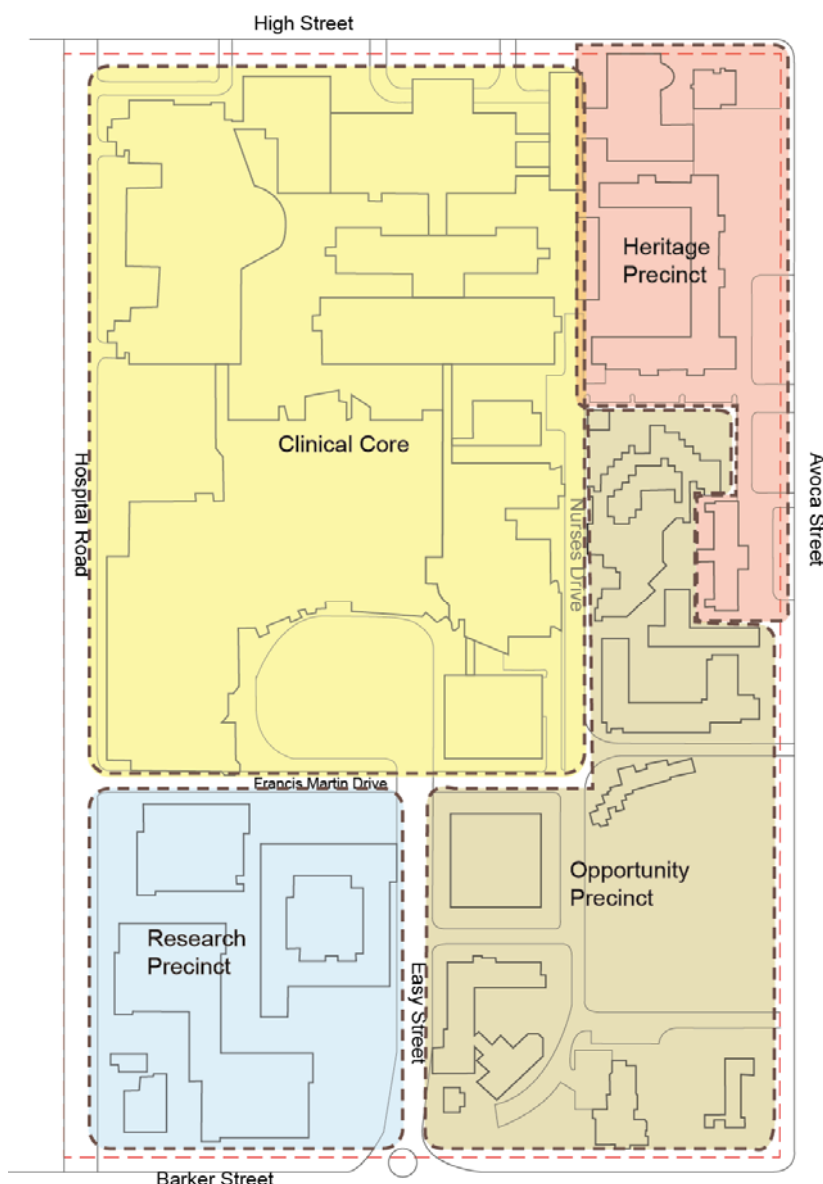 High Street
Heritage
Precinct
Clinical Core
Hospital Road
Nurses Drive
Avoca Street
Francis Martin Drive
Opportunity
Precinct
Research
Precinct
Easy Street
Barker Street